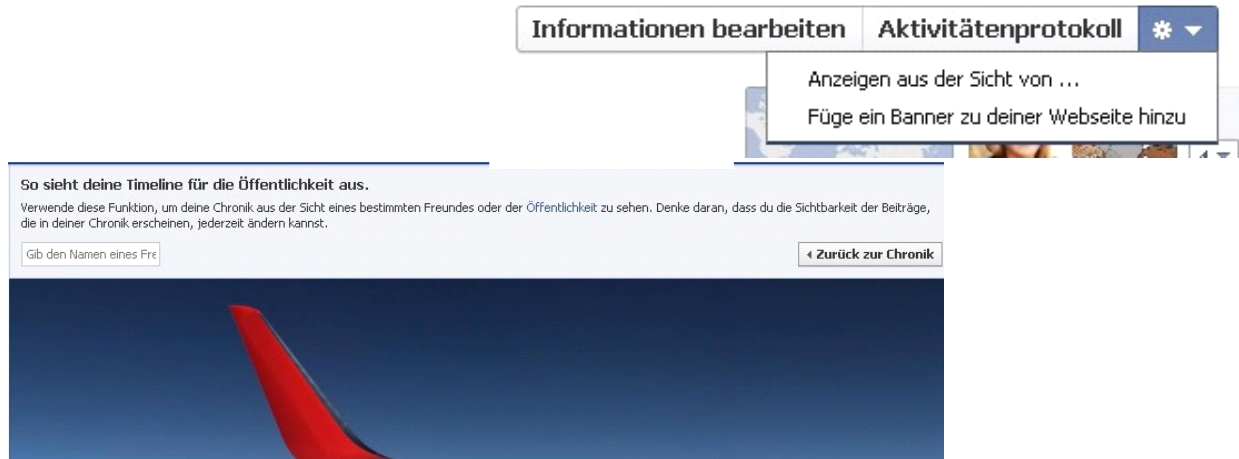 Informationen bearbeiten Aktivitätenprotokoll
Anzeigen aus der Sicht von ...
Füge ein Banner zu deiner Webseite hinzu
So sieht deine Timeline für die Öffentlichkeit aus.
Verwende diese Funktion, um deine Chronik aus der Sicht eines bestimmten Freundes oder der Öffentlichkeit zu sehen. Denke daran, dass du die Sichtbarkeit der Beiträge,
die in deiner Chronik erscheinen, jederzeit ändern kannst.
Gib den Namen eines Fre
Zurück zur Chronik